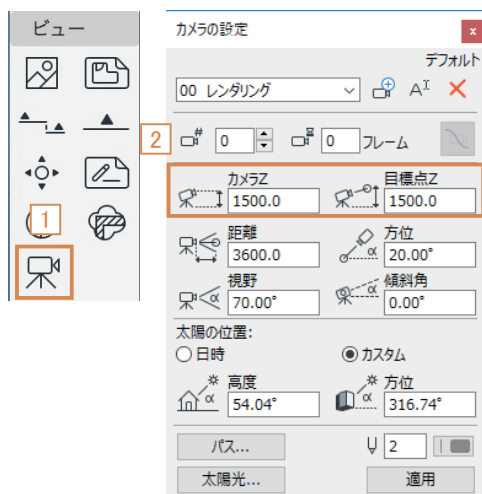 ビュー
1
カメラの設定
x
デフォルト
00 レンダリング
AI
2
#
0
0 フレーム
カメラZ
1500.0
目標点Z
1500.0
距離
3600.0
方位
α 20.00°
視野
α 70.00°
傾斜角
α 0.00°
太陽の位置:
日時
カスタム
高度
α 54.04°
方位
α 316.74°
パス...
2
太陽光...
適用